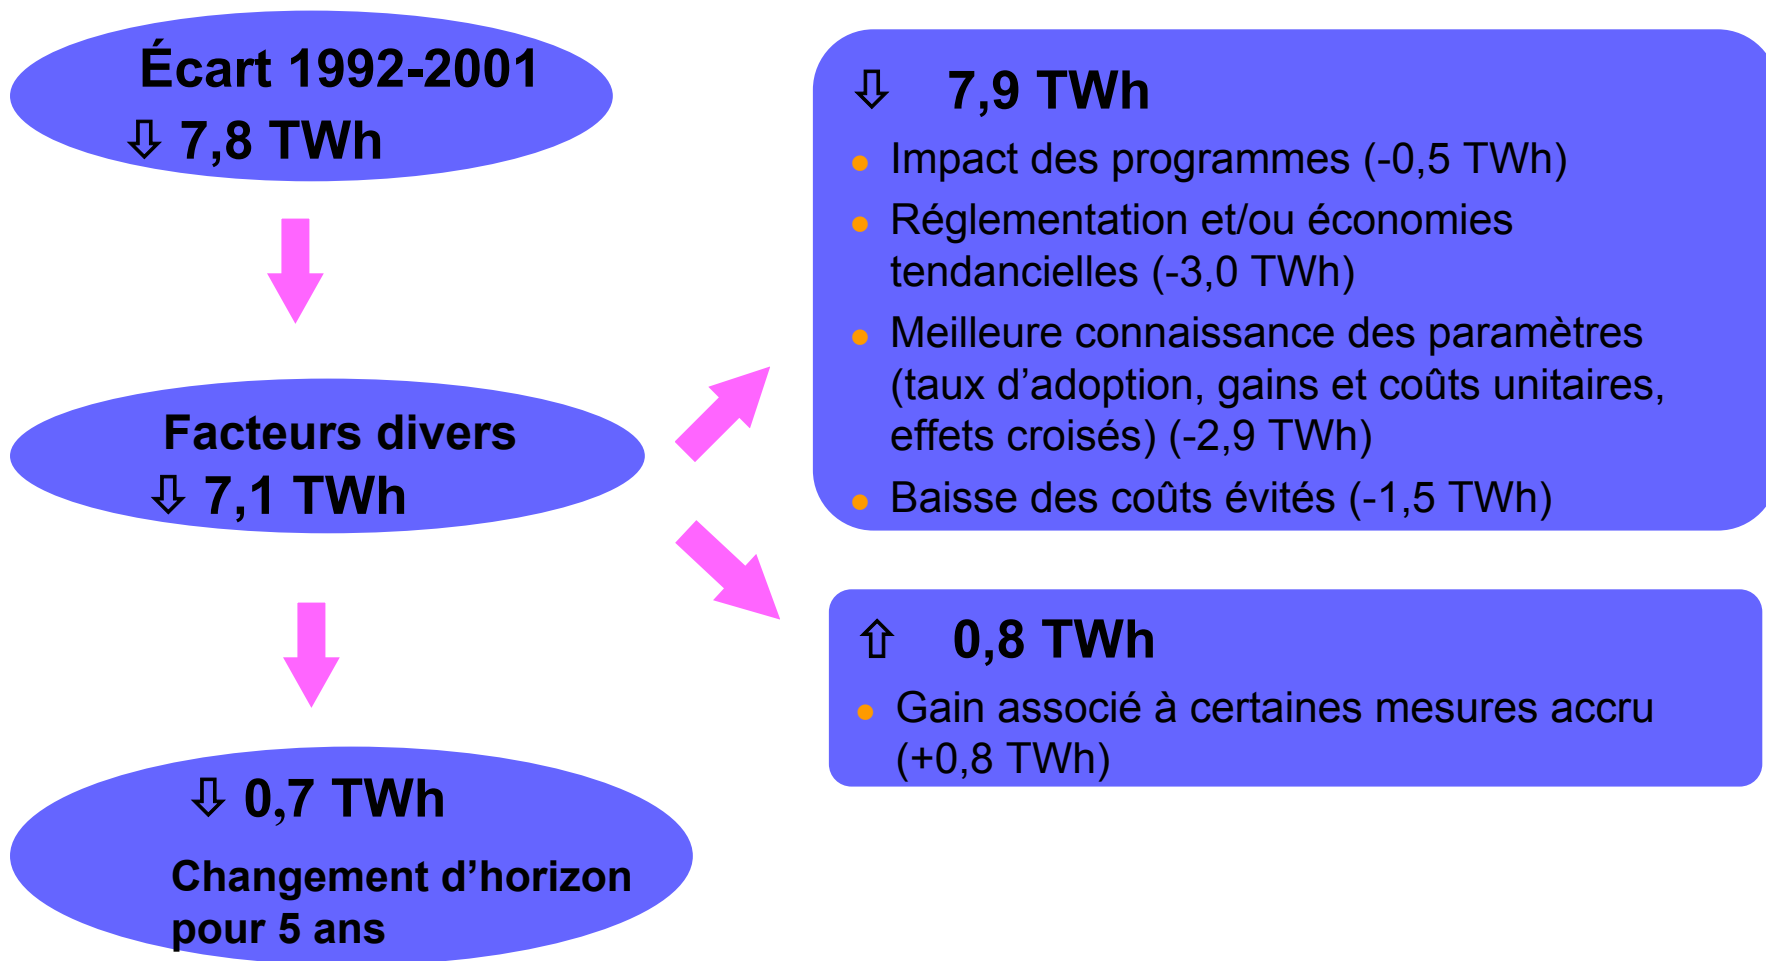 Écart 1992-2001
⇩ 7,8 TWh
Facteurs divers
⇩ 7,1 TWh
⇩ 0,7 TWh
Changement d’horizon
pour 5 ans
⇩ 7,9 TWh
• Impact des programmes (-0,5 TWh)
• Réglementation et/ou économies
tendancielles (-3,0 TWh)
• Meilleure connaissance des paramètres
(taux d’adoption, gains et coûts unitaires,
effets croisés) (-2,9 TWh)
• Baisse des coûts évités (-1,5 TWh)
⇧ 0,8 TWh
• Gain associé à certaines mesures accru
(+0,8 TWh)